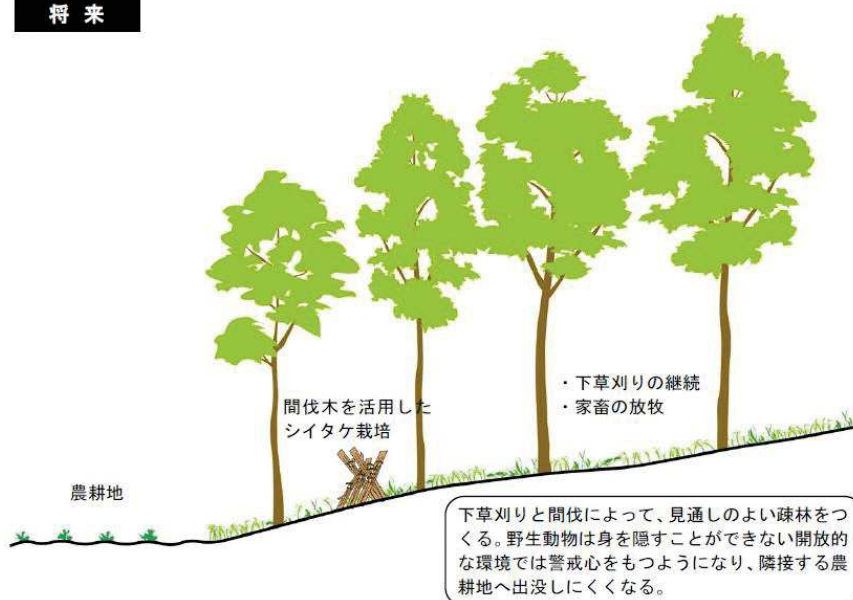 将来
間伐木を活用した
シイタケ栽培
・下草刈りの継続
・家畜の放牧
農耕地
下草刈りと間伐によって、見通しのよい疎林をつ
くる。野生動物は身を隠すことができない開放的
な環境では警戒心をもつようになり、隣接する農
耕地へ出没しにくくなる。